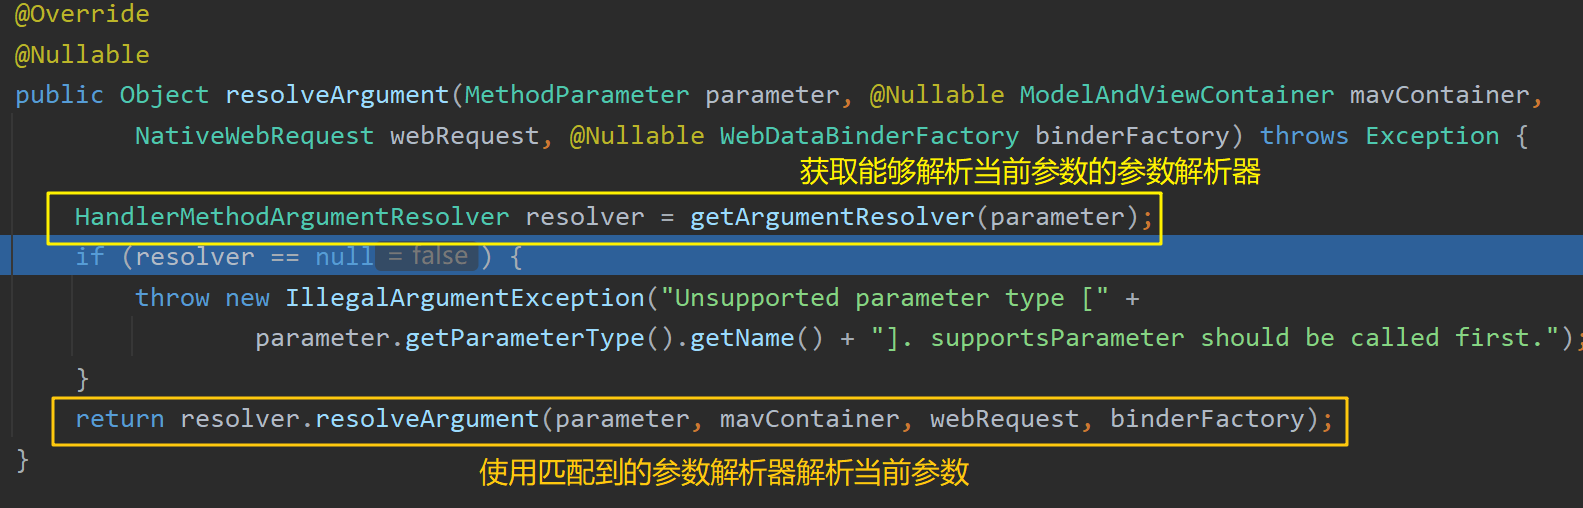 @Override
@Nullable
public Object resolveArgument(MethodParameter parameter, @Nullable ModelAndViewContainer mavContainer,
NativeWebRequest webRequest, @Nullable WebDataBinderFactory binderFactory) throws Exception {
获取能够解析当前参数的参数解析器
HandlerMethodArgumentResolver resolver = getArgumentResolver(parameter);
if (resolver == null = false ) {
throw new IllegalArgumentException("Unsupported parameter type [" +
parameter.getParameterType().getName() + "]. supportsParameter should be called first.");
}
return resolver.resolveArgument(parameter, mavContainer, webRequest, binderFactory);
}
使用匹配到的参数解析器解析当前参数